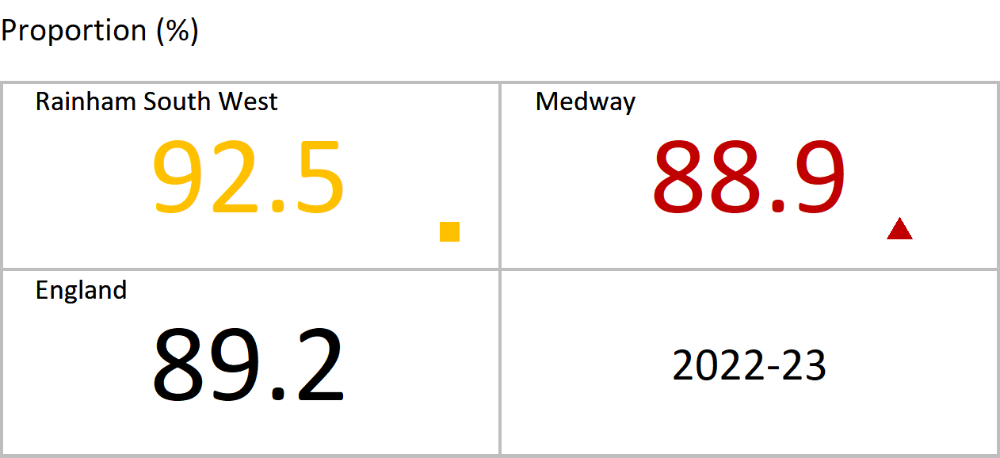 Proportion (%)
Rainham South West
92.5
Medway
88.9
England
89.2
2022-23